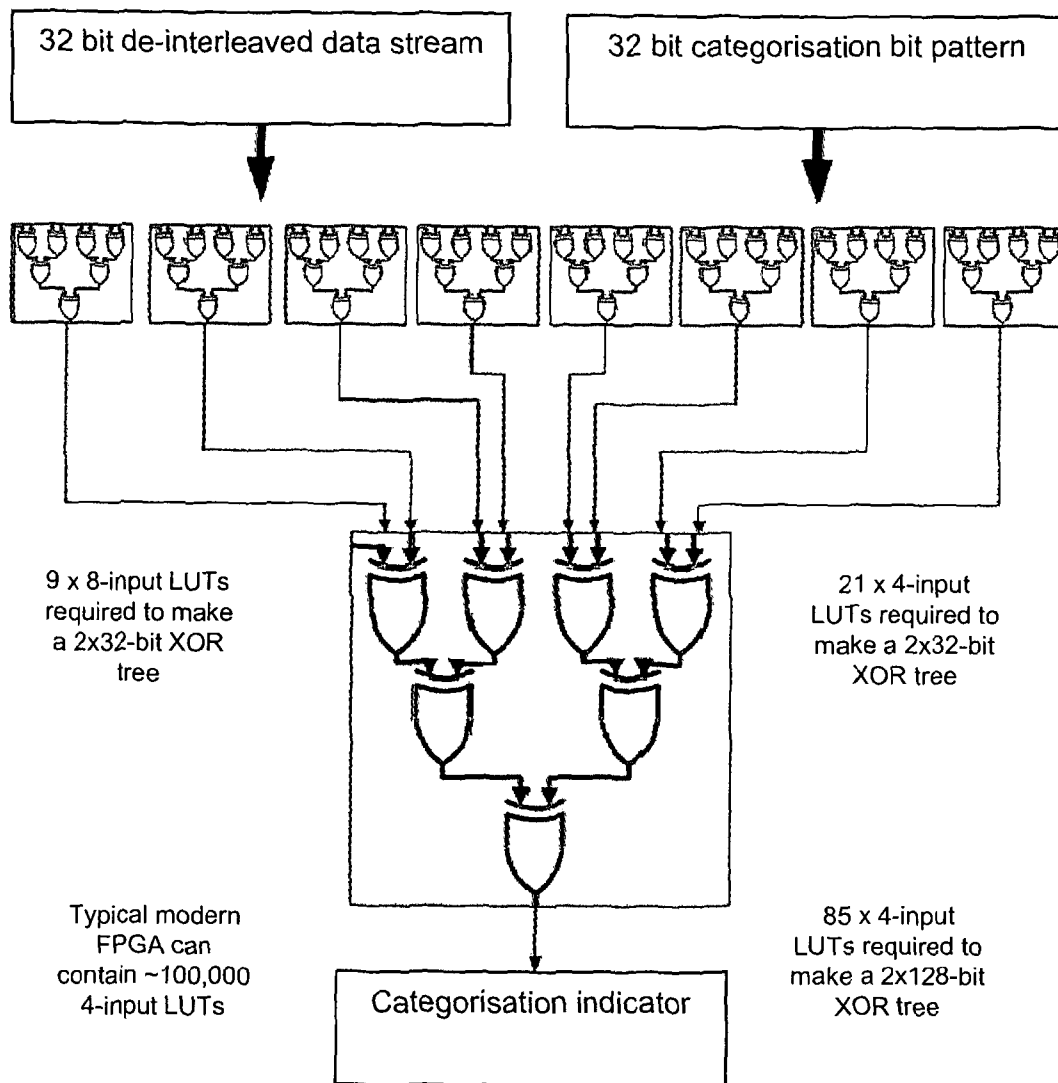 32 bit de-interleaved data stream
32 bit categorisation bit pattern
9 x 8-input LUTs
required to make
a 2x32-bit XOR
tree
21 x 4-input
LUTs required to
make a 2x32-bit
XOR tree
Typical modern
FPGA can
contain ~100,000
4-input LUTs
85 x 4-input
LUTs required to
make a 2x128-bit
XOR tree
Categorisation indicator